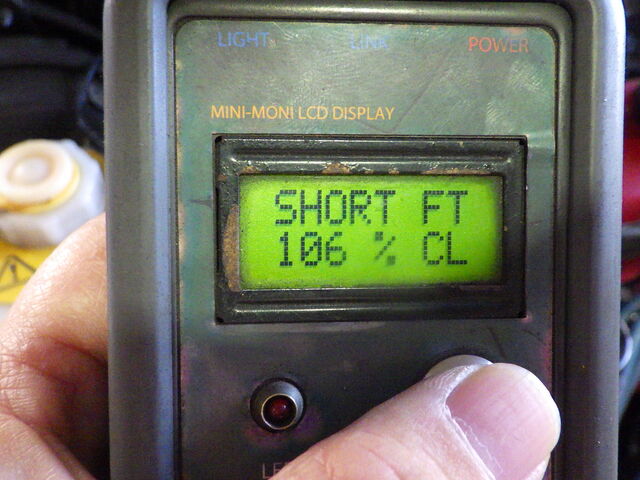 LIGHT LINK POWER
MINI-MONI LCD DISPLAY
SHORT FT
106 % CL